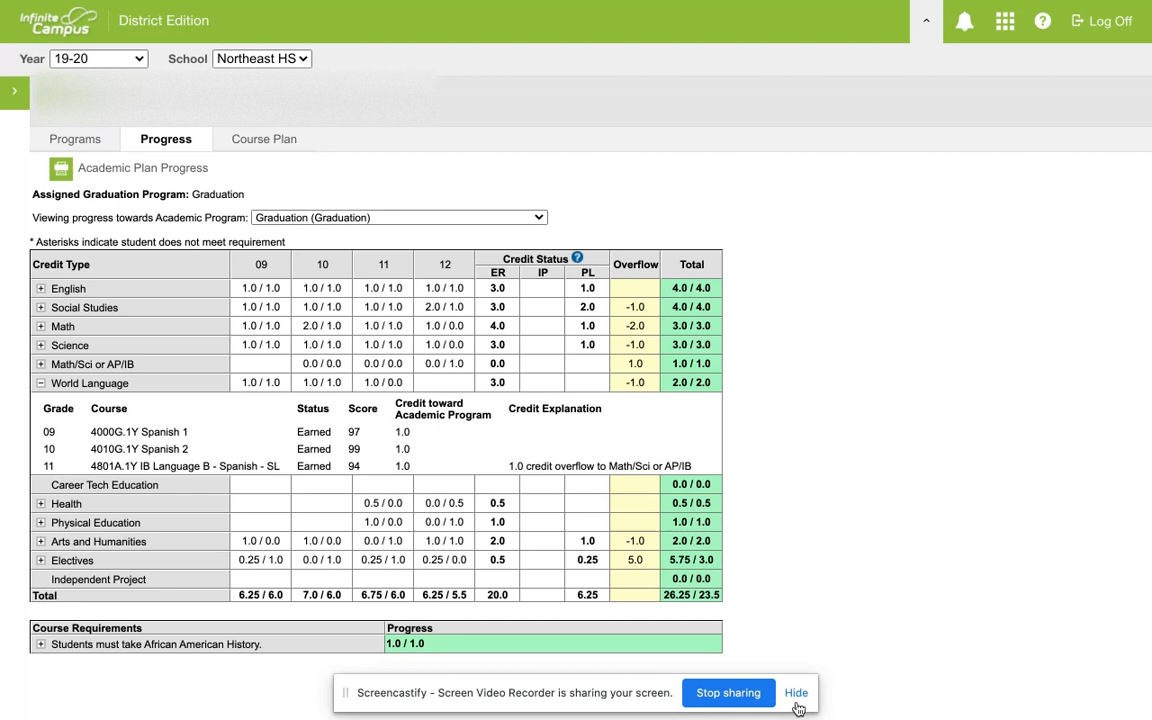 Infinite Campus District Edition Log Off
Year 19-20 School Northeast HS
Programs Progress Course Plan
Academic Plan Progress
Assigned Graduation Program: Graduation
Viewing progress towards Academic Program: Graduation (Graduation)
* Asterisks indicate student does not meet requirement
Credit Type 09 10 11 12 Credit Status Overflow Total
ER IP PL
English 1.0 / 1.0 1.0 / 1.0 1.0 / 1.0 1.0 / 1.0 3.0 1.0 4.0 / 4.0
Social Studies 1.0 / 1.0 1.0 / 1.0 1.0 / 1.0 2.0 / 1.0 3.0 2.0 -1.0 4.0 / 4.0
Math 1.0 / 1.0 2.0 / 1.0 1.0 / 1.0 1.0 / 0.0 4.0 1.0 -2.0 3.0 / 3.0
Science 1.0 / 1.0 1.0 / 1.0 1.0 / 1.0 1.0 / 0.0 3.0 1.0 -1.0 3.0 / 3.0
Math/Sci or AP/IB 0.0 / 0.0 0.0 / 0.0 0.0 / 1.0 0.0 1.0 1.0 / 1.0
World Language 1.0 / 1.0 1.0 / 1.0 1.0 / 0.0 3.0 -1.0 2.0 / 2.0
Grade Course Status Score Credit toward Academic Program Credit Explanation
09 4000G.1Y Spanish 1 Earned 97 1.0
10 4010G.1Y Spanish 2 Earned 99 1.0
11 4801A.1Y IB Language B - Spanish - SL Earned 94 1.0 1.0 credit overflow to Math/Sci or AP/IB
Career Tech Education 0.0 / 0.0
Health 0.5 / 0.0 0.0 / 0.5 0.5 0.5 / 0.5
Physical Education 1.0 / 0.0 0.0 / 1.0 1.0 1.0 / 1.0
Arts and Humanities 1.0 / 0.0 1.0 / 0.0 0.0 / 1.0 1.0 / 1.0 2.0 1.0 -1.0 2.0 / 2.0
Electives 0.25 / 1.0 0.0 / 1.0 0.25 / 1.0 0.25 / 0.0 0.5 0.25 5.0 5.75 / 3.0
Independent Project 0.0 / 0.0
Total 6.25 / 6.0 7.0 / 6.0 6.75 / 6.0 6.25 / 5.5 20.0 6.25 26.25 / 23.5
Course Requirements Progress
Students must take African American History. 1.0 / 1.0
Screencastify - Screen Video Recorder is sharing your screen. Stop sharing Hide